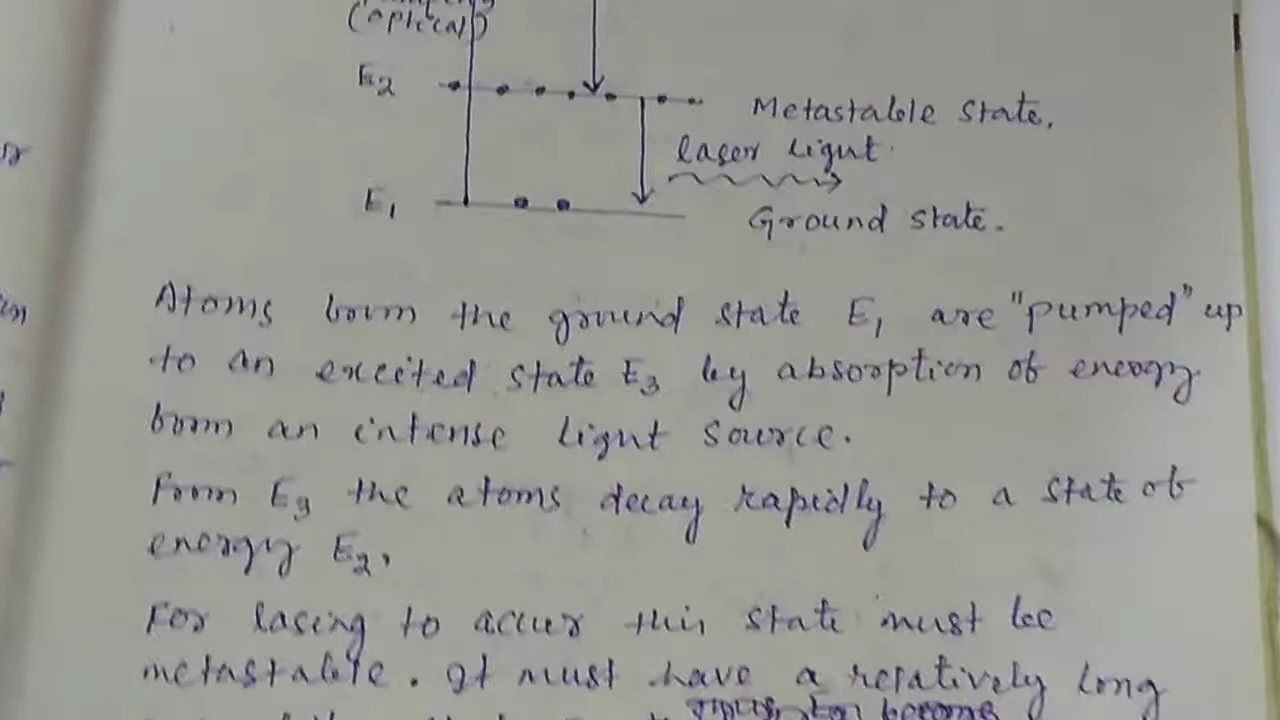 (optical)
E2
Metastable state.
laser light
E1
Ground state.
Atoms from the ground state E1 are "pumped" up
to an excited state E3 by absorption of energy
from an intense light source.
From E3 the atoms decay rapidly to a state of
energy E2.
For lasing to accur this state must be
metastable. It must have a relatively long